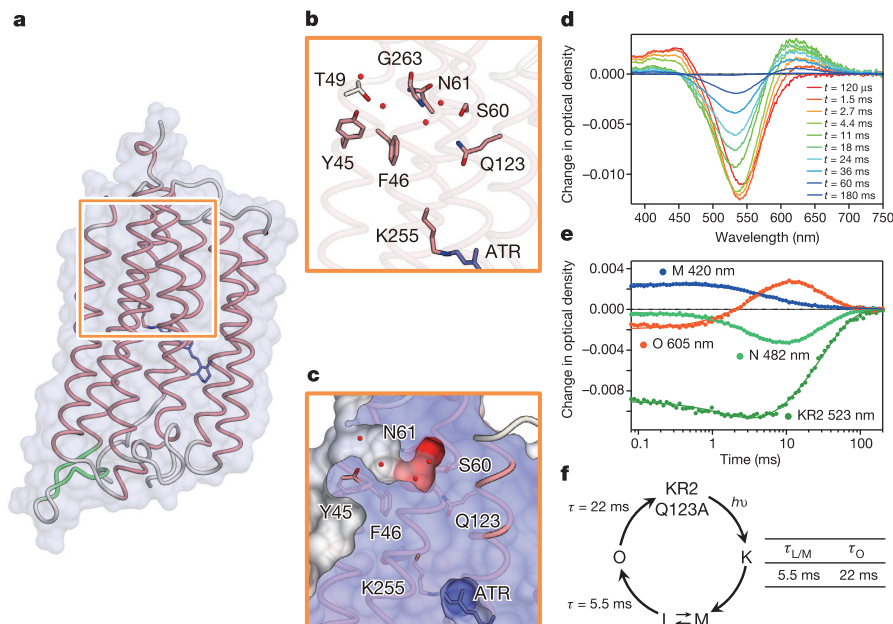 a
b
G263
T49
N61
S60
Y45
F46
Q123
K255
ATR
c
N61
S60
Y45
F46
Q123
K255
ATR
d
Change in optical density
0.000
−0.005
−0.010
t = 120 μs
t = 1.5 ms
t = 2.7 ms
t = 4.4 ms
t = 11 ms
t = 18 ms
t = 24 ms
t = 36 ms
t = 60 ms
t = 180 ms
400 450 500 550 600 650 700 750
Wavelength (nm)
e
Change in optical density
0.004
0.000
−0.004
−0.008
M 420 nm
O 605 nm
N 482 nm
KR2 523 nm
0.1 1 10 100
Time (ms)
f
KR2
Q123A
τ = 22 ms
hυ
O
K
τ = 5.5 ms
L ⇌ M
τL/M τO
5.5 ms 22 ms